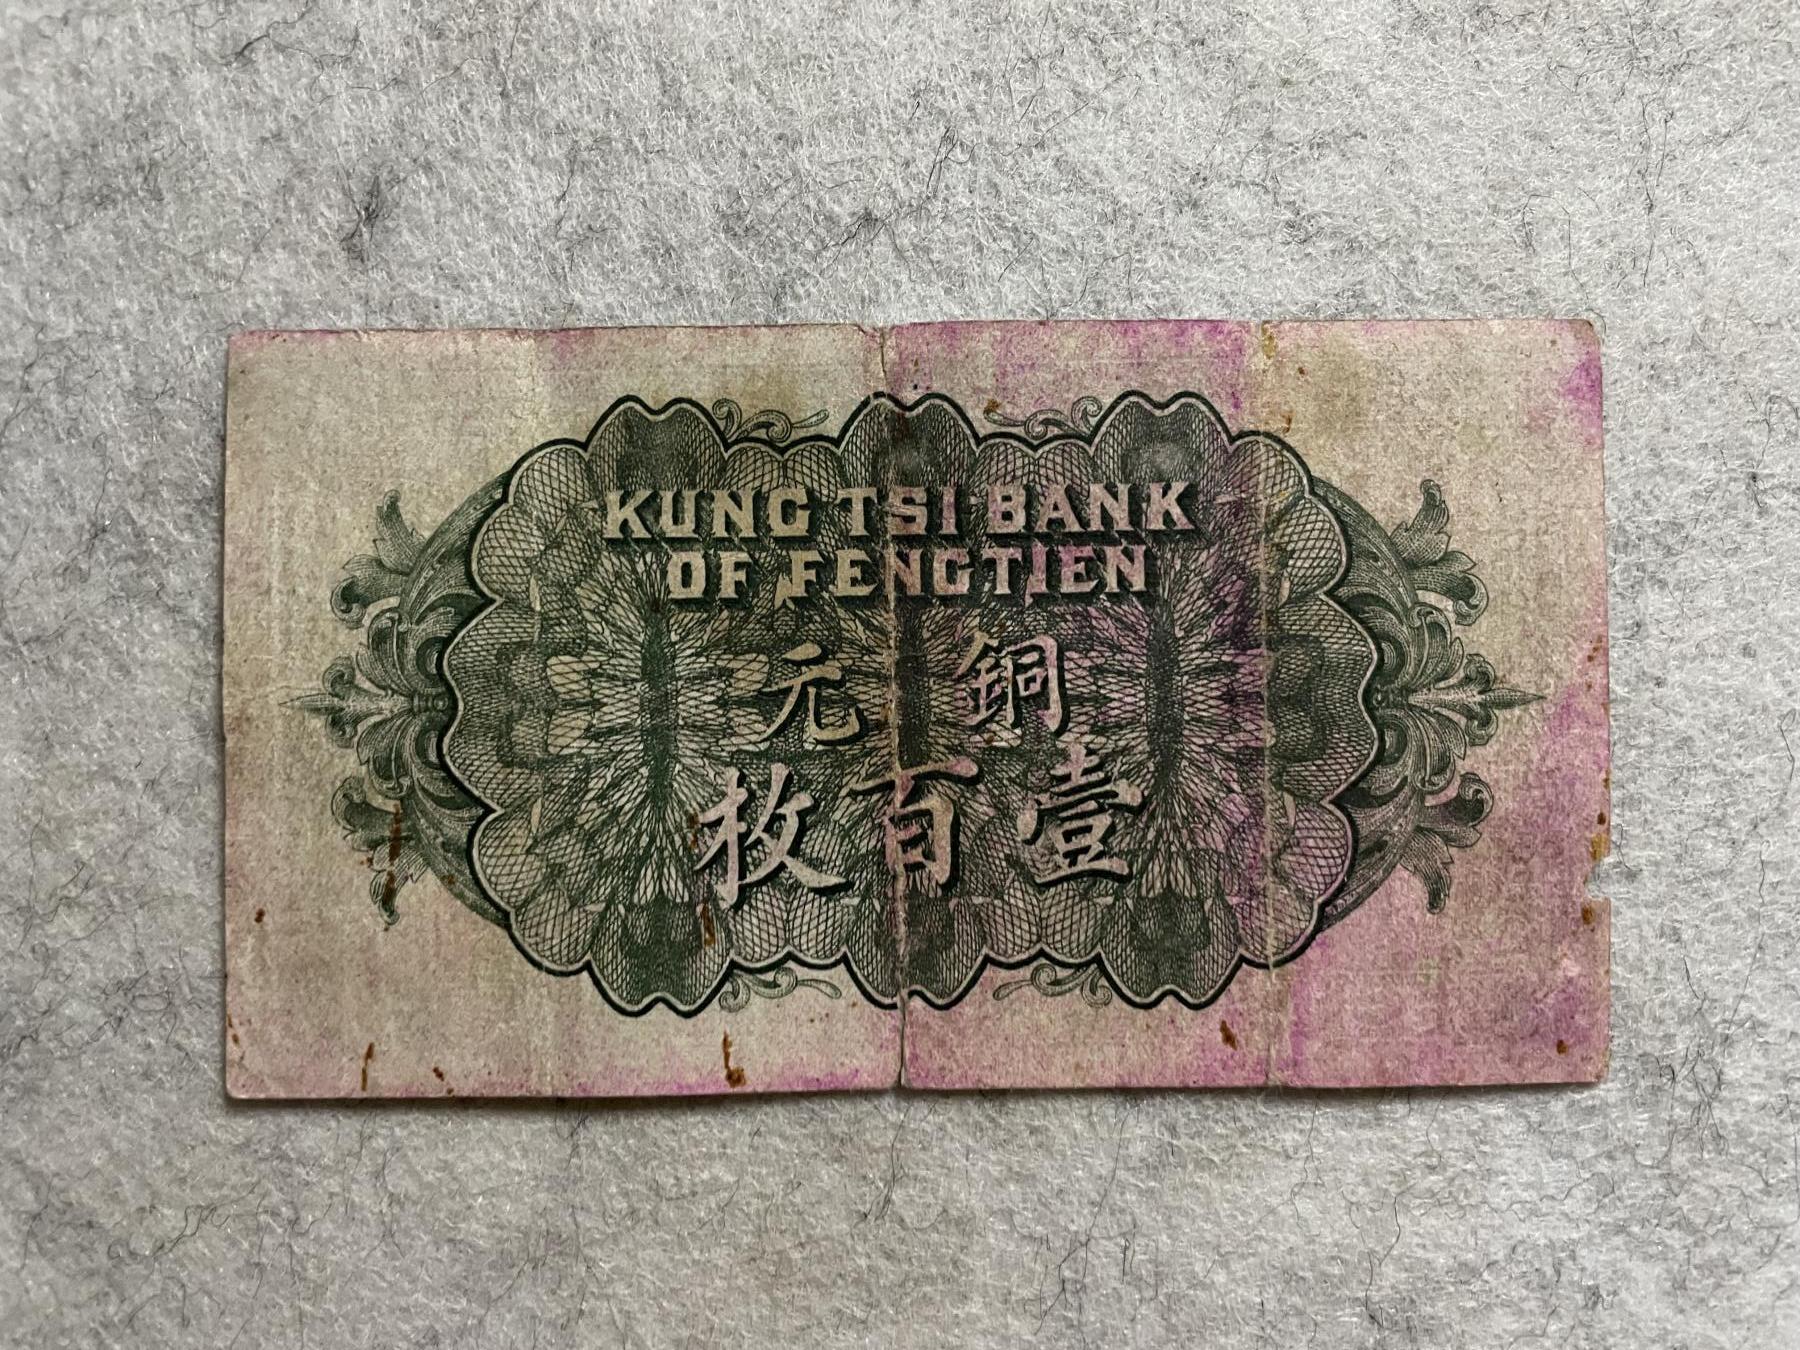 KUNG TSI BANK
OF FENGTIEN
銅元
壹百枚